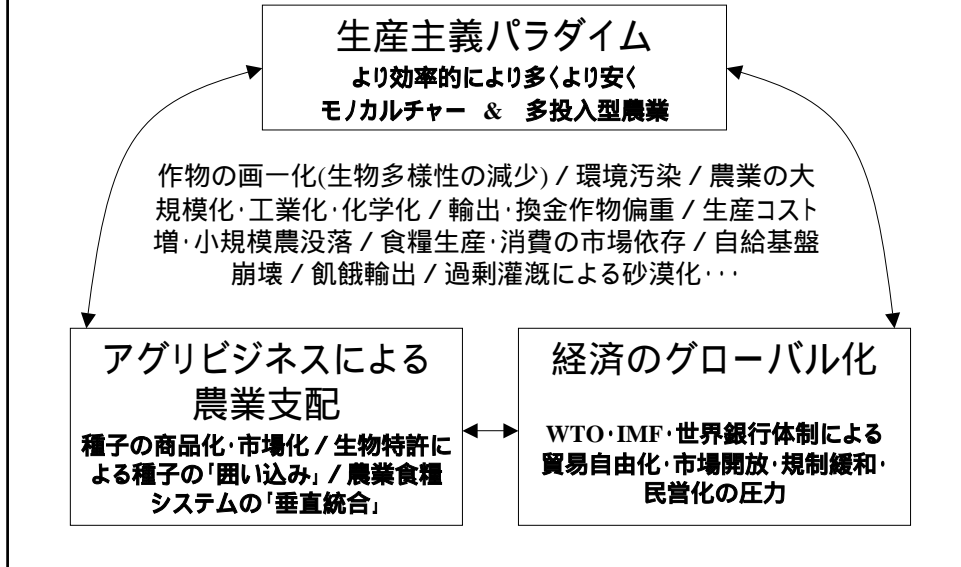 生産主義パラダイム
より効率的により多くより安く
モノカルチャー & 多投入型農業
作物の画一化(生物多様性の減少) / 環境汚染 / 農業の大
規模化･工業化･化学化 / 輸出･換金作物偏重 / 生産コスト
増･小規模農没落 / 食糧生産･消費の市場依存 / 自給基盤
崩壊 / 飢餓輸出 / 過剰灌漑による砂漠化･･･
アグリビジネスによる
農業支配
種子の商品化･市場化 / 生物特許に
よる種子の｢囲い込み｣ / 農業食糧
システムの｢垂直統合｣
経済のグローバル化
WTO･IMF･世界銀行体制による
貿易自由化･市場開放･規制緩和･
民営化の圧力